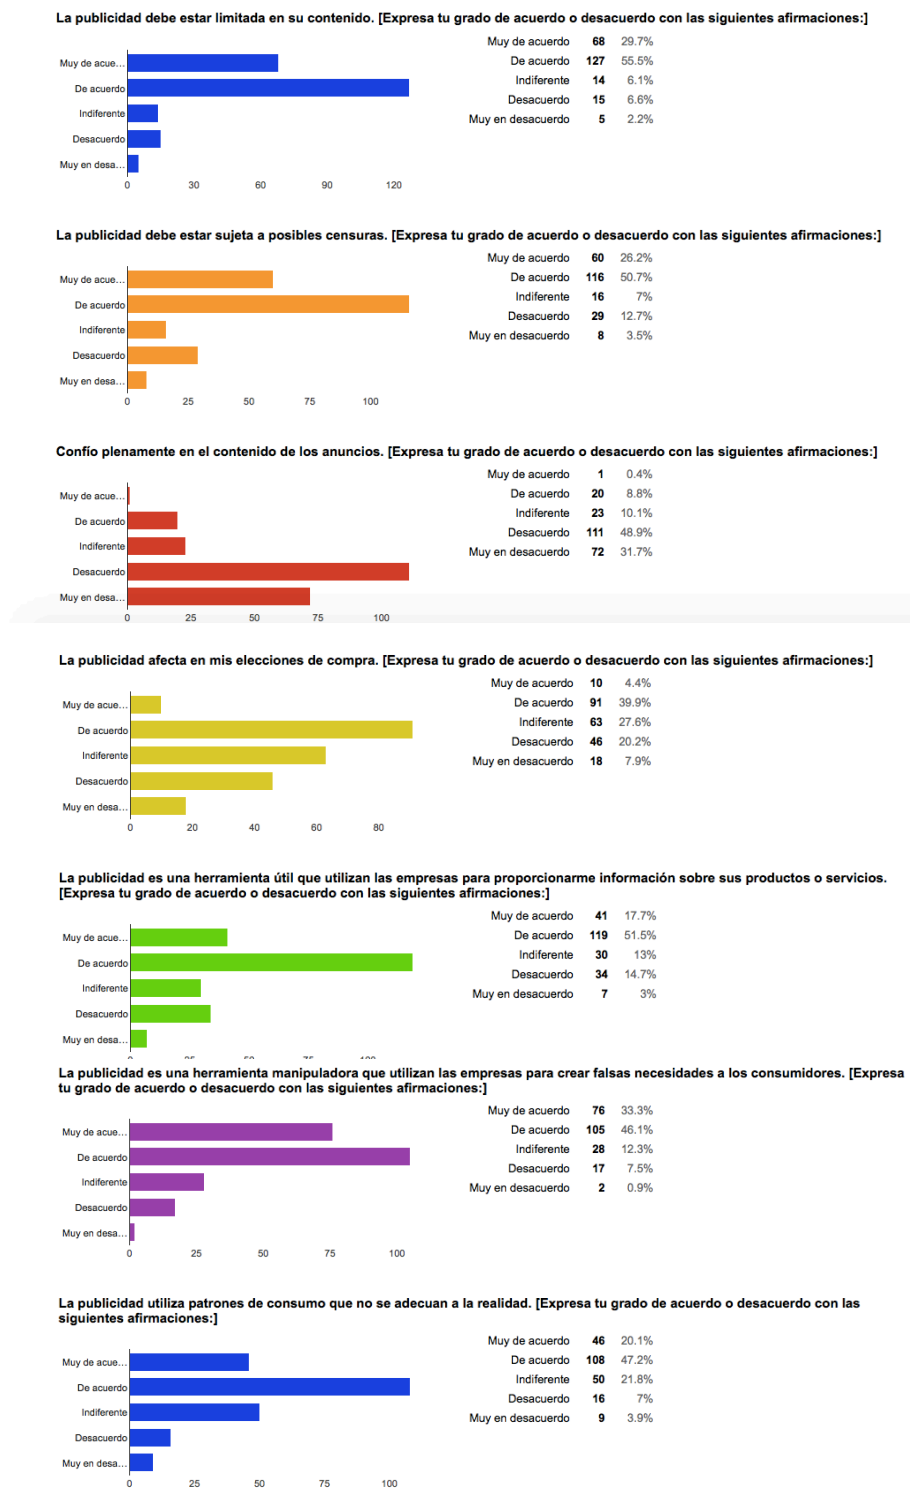 La publicidad debe estar limitada en su contenido. [Expresa tu grado de acuerdo o desacuerdo con las siguientes afirmaciones:]
Muy de acuerdo 68 29.7%
De acuerdo 127 55.5%
Indiferente 14 6.1%
Desacuerdo 15 6.6%
Muy en desacuerdo 5 2.2%
Muy de acue...
De acuerdo
Indiferente
Desacuerdo
Muy en desa...
0 30 60 90 120
La publicidad debe estar sujeta a posibles censuras. [Expresa tu grado de acuerdo o desacuerdo con las siguientes afirmaciones:]
Muy de acuerdo 60 26.2%
De acuerdo 116 50.7%
Indiferente 16 7%
Desacuerdo 29 12.7%
Muy en desacuerdo 8 3.5%
Muy de acue...
De acuerdo
Indiferente
Desacuerdo
Muy en desa...
0 25 50 75 100
Confío plenamente en el contenido de los anuncios. [Expresa tu grado de acuerdo o desacuerdo con las siguientes afirmaciones:]
Muy de acuerdo 1 0.4%
De acuerdo 20 8.8%
Indiferente 23 10.1%
Desacuerdo 111 48.9%
Muy en desacuerdo 72 31.7%
Muy de acue...
De acuerdo
Indiferente
Desacuerdo
Muy en desa...
0 25 50 75 100
La publicidad afecta en mis elecciones de compra. [Expresa tu grado de acuerdo o desacuerdo con las siguientes afirmaciones:]
Muy de acuerdo 10 4.4%
De acuerdo 91 39.9%
Indiferente 63 27.6%
Desacuerdo 46 20.2%
Muy en desacuerdo 18 7.9%
Muy de acue...
De acuerdo
Indiferente
Desacuerdo
Muy en desa...
0 20 40 60 80
La publicidad es una herramienta útil que utilizan las empresas para proporcionarme información sobre sus productos o servicios.
[Expresa tu grado de acuerdo o desacuerdo con las siguientes afirmaciones:]
Muy de acuerdo 41 17.7%
De acuerdo 119 51.5%
Indiferente 30 13%
Desacuerdo 34 14.7%
Muy en desacuerdo 7 3%
Muy de acue...
De acuerdo
Indiferente
Desacuerdo
Muy en desa...
La publicidad es una herramienta manipuladora que utilizan las empresas para crear falsas necesidades a los consumidores. [Expresa
tu grado de acuerdo o desacuerdo con las siguientes afirmaciones:]
Muy de acuerdo 76 33.3%
De acuerdo 105 46.1%
Indiferente 28 12.3%
Desacuerdo 17 7.5%
Muy en desacuerdo 2 0.9%
Muy de acue...
De acuerdo
Indiferente
Desacuerdo
Muy en desa...
0 25 50 75 100
La publicidad utiliza patrones de consumo que no se adecuan a la realidad. [Expresa tu grado de acuerdo o desacuerdo con las
siguientes afirmaciones:]
Muy de acuerdo 46 20.1%
De acuerdo 108 47.2%
Indiferente 50 21.8%
Desacuerdo 16 7%
Muy en desacuerdo 9 3.9%
Muy de acue...
De acuerdo
Indiferente
Desacuerdo
Muy en desa...
0 25 50 75 100